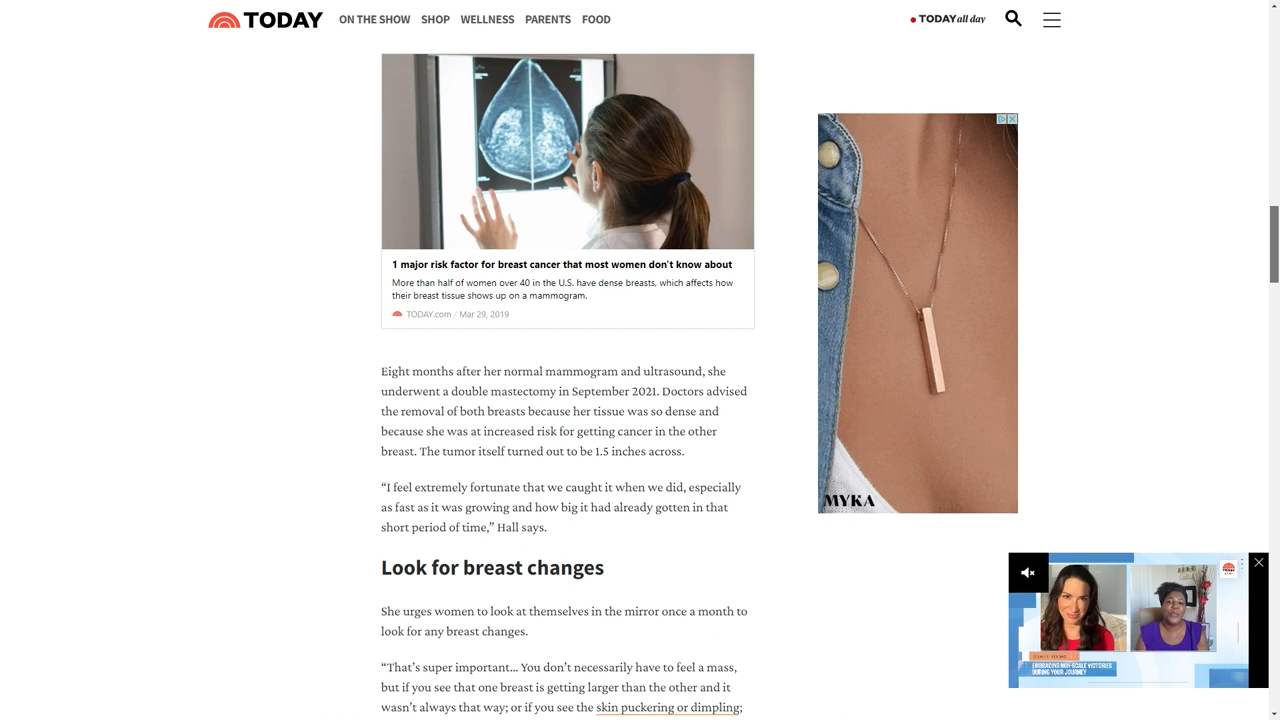 TODAY ON THE SHOW SHOP WELLNESS PARENTS FOOD TODAY all day
1 major risk factor for breast cancer that most women don't know about
More than half of women over 40 in the U.S. have dense breasts, which affects how
their breast tissue shows up on a mammogram.
TODAY.com / Mar 29, 2019
Eight months after her normal mammogram and ultrasound, she
underwent a double mastectomy in September 2021. Doctors advised
the removal of both breasts because her tissue was so dense and
because she was at increased risk for getting cancer in the other
breast. The tumor itself turned out to be 1.5 inches across.
“I feel extremely fortunate that we caught it when we did, especially
as fast as it was growing and how big it had already gotten in that
short period of time,” Hall says.
Look for breast changes
She urges women to look at themselves in the mirror once a month to
look for any breast changes.
“That’s super important… You don’t necessarily have to feel a mass,
but if you see that one breast is getting larger than the other and it
wasn’t always that way; or if you see the skin puckering or dimpling;
MYKA
TODAY
EMBRACING NON-SCALE VICTORIES
DURING YOUR JOURNEY